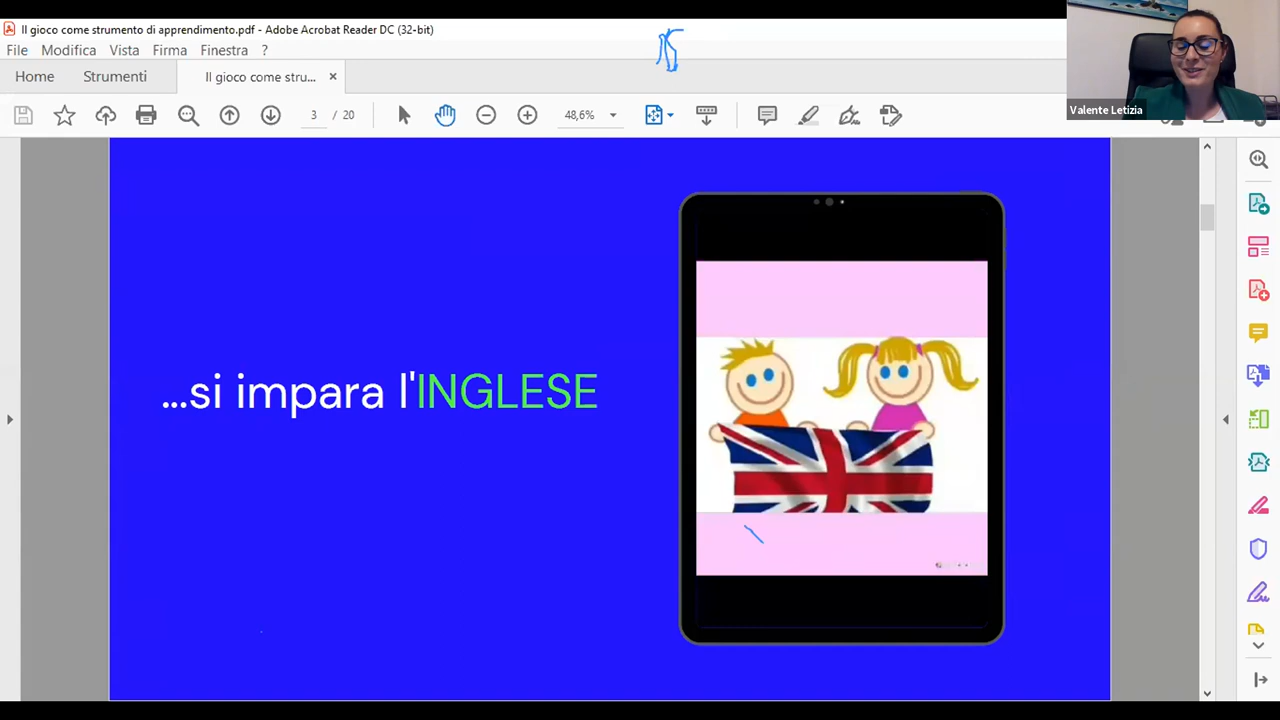 Il gioco come strumento di apprendimento.pdf - Adobe Acrobat Reader DC (32-bit)
File Modifica Vista Firma Finestra ?
Home Strumenti Il gioco come stru... ×
3 / 20 48,6%
Valente Letizia
...si impara l'INGLESE